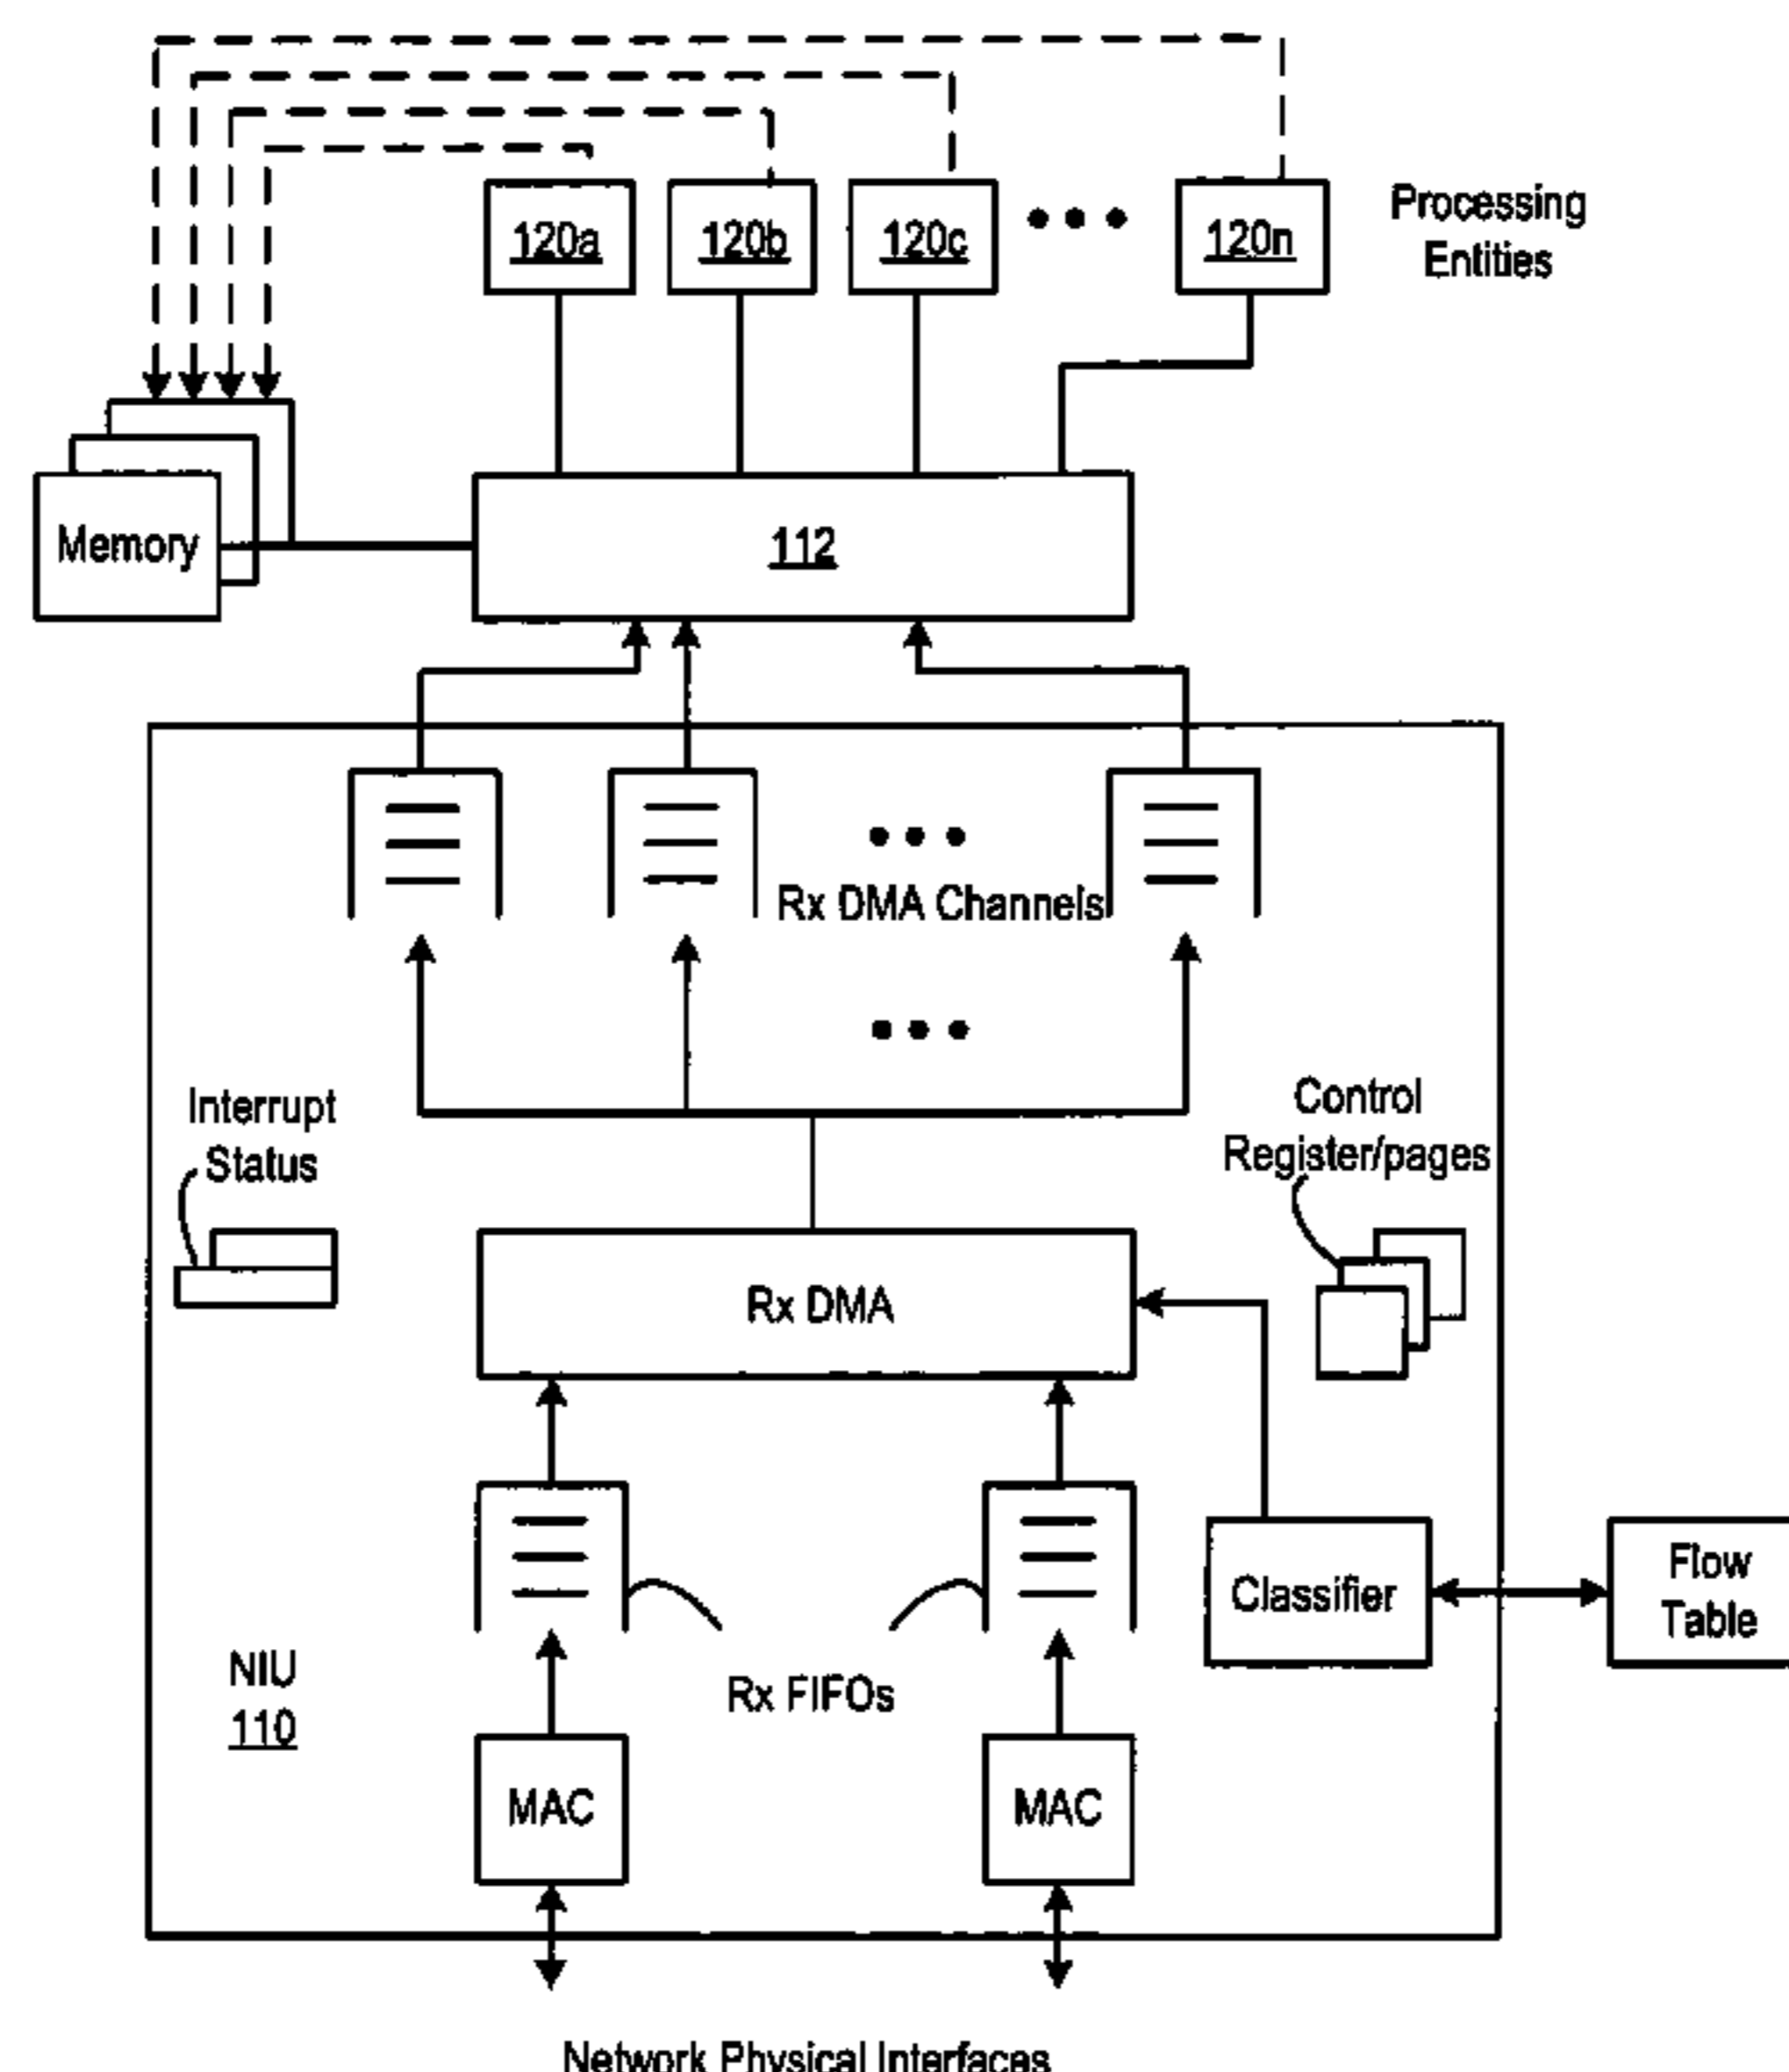 120a
120b
120c
120n
Processing
Entities
Memory
112
Rx DMA Channels
Interrupt
Status
Control
Register/pages
Rx DMA
Classifier
Flow
Table
NIU
110
Rx FIFOs
MAC
MAC
Network Physical Interfaces